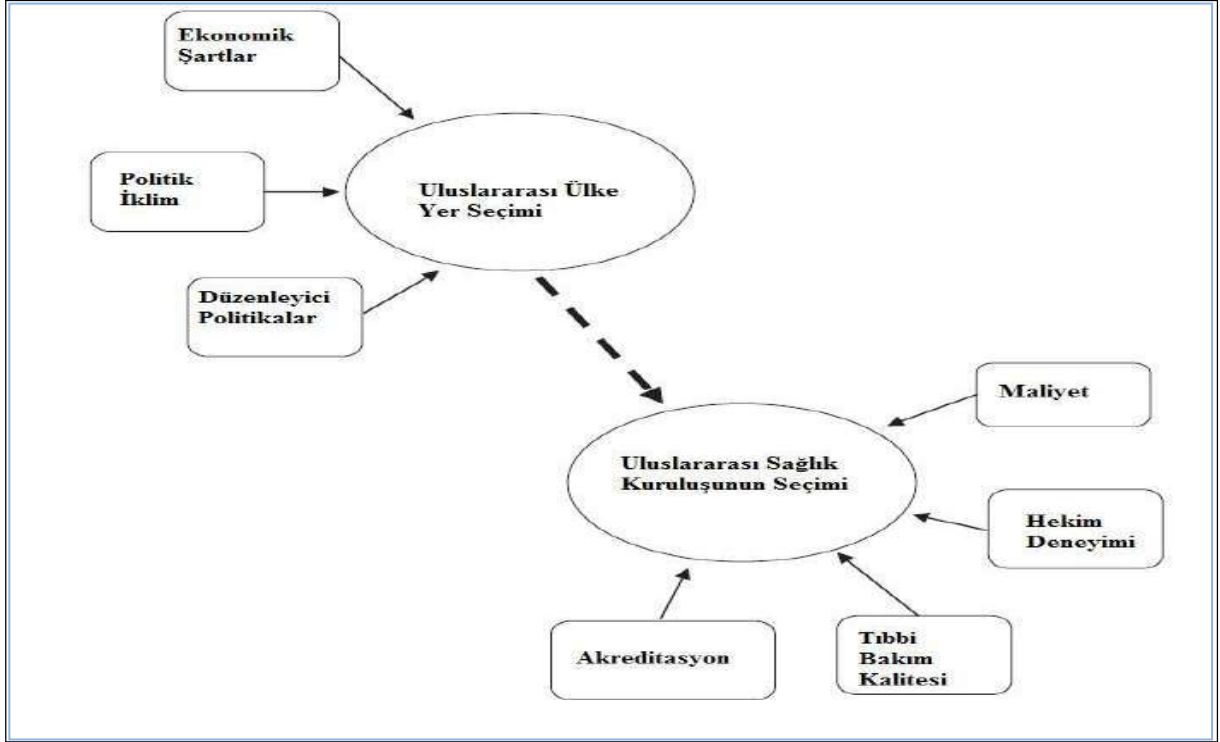 Ekonomik
Şartlar
Politik
İklim
Uluslararası Ülke
Yer Seçimi
Düzenleyici
Politikalar
Maliyet
Uluslararası Sağlık
Kuruluşunun Seçimi
Hekim
Deneyimi
Akreditasyon
Tıbbi
Bakım
Kalitesi